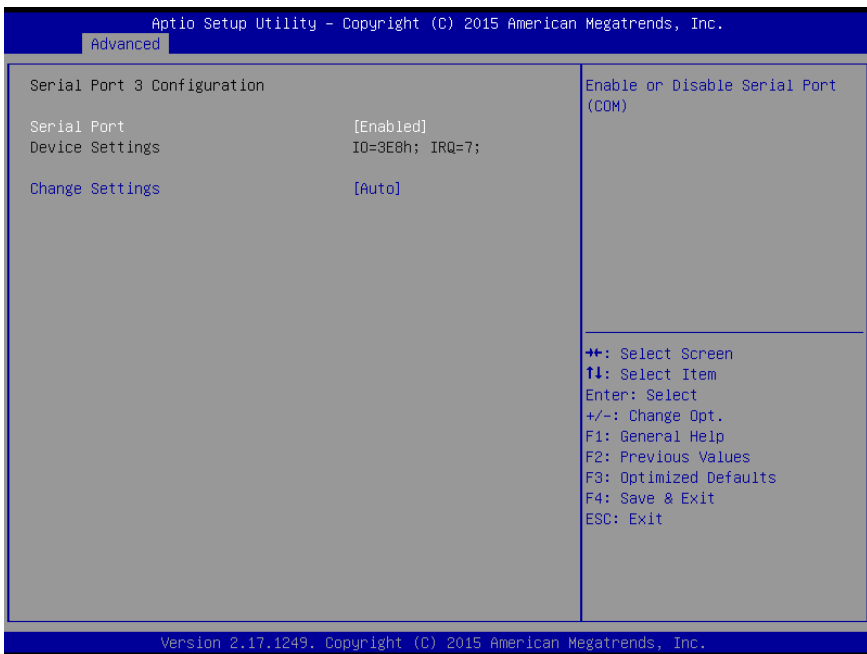 Aptio Setup Utility – Copyright (C) 2015 American Megatrends, Inc.
Advanced
Serial Port 3 Configuration
Serial Port [Enabled]
Device Settings IO=3E8h; IRQ=7;
Change Settings [Auto]
Enable or Disable Serial Port
(COM)
→←: Select Screen
↑↓: Select Item
Enter: Select
+/-: Change Opt.
F1: General Help
F2: Previous Values
F3: Optimized Defaults
F4: Save & Exit
ESC: Exit
Version 2.17.1249. Copyright (C) 2015 American Megatrends, Inc.